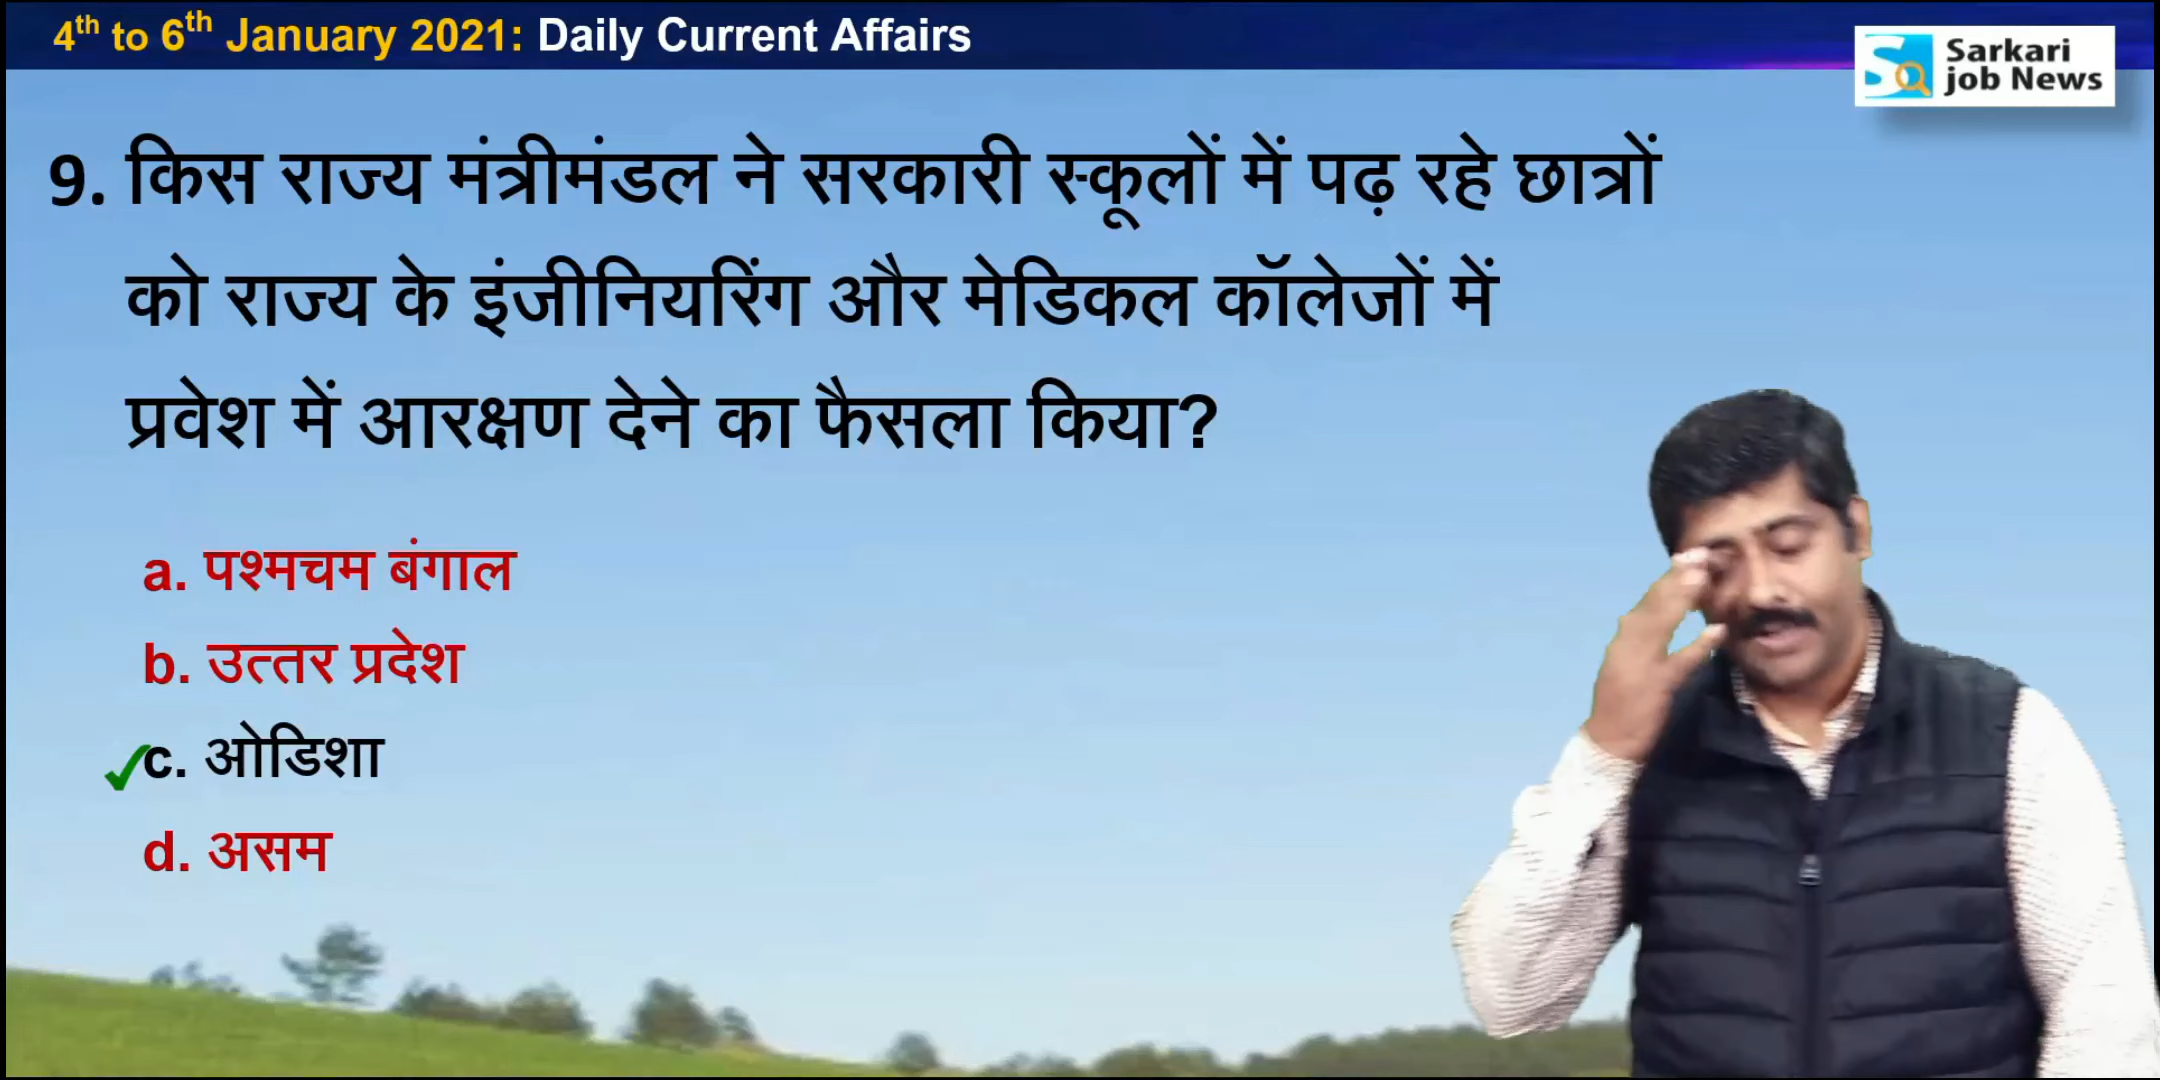 4th to 6th January 2021: Daily Current Affairs
Sarkari
job News
9. किस राज्य मंत्रीमंडल ने सरकारी स्कूलों में पढ़ रहे छात्रों
को राज्य के इंजीनियरिंग और मेडिकल कॉलेजों में
प्रवेश में आरक्षण देने का फैसला किया?
a. पश्मचम बंगाल
b. उत्तर प्रदेश
c. ओडिशा
d. असम